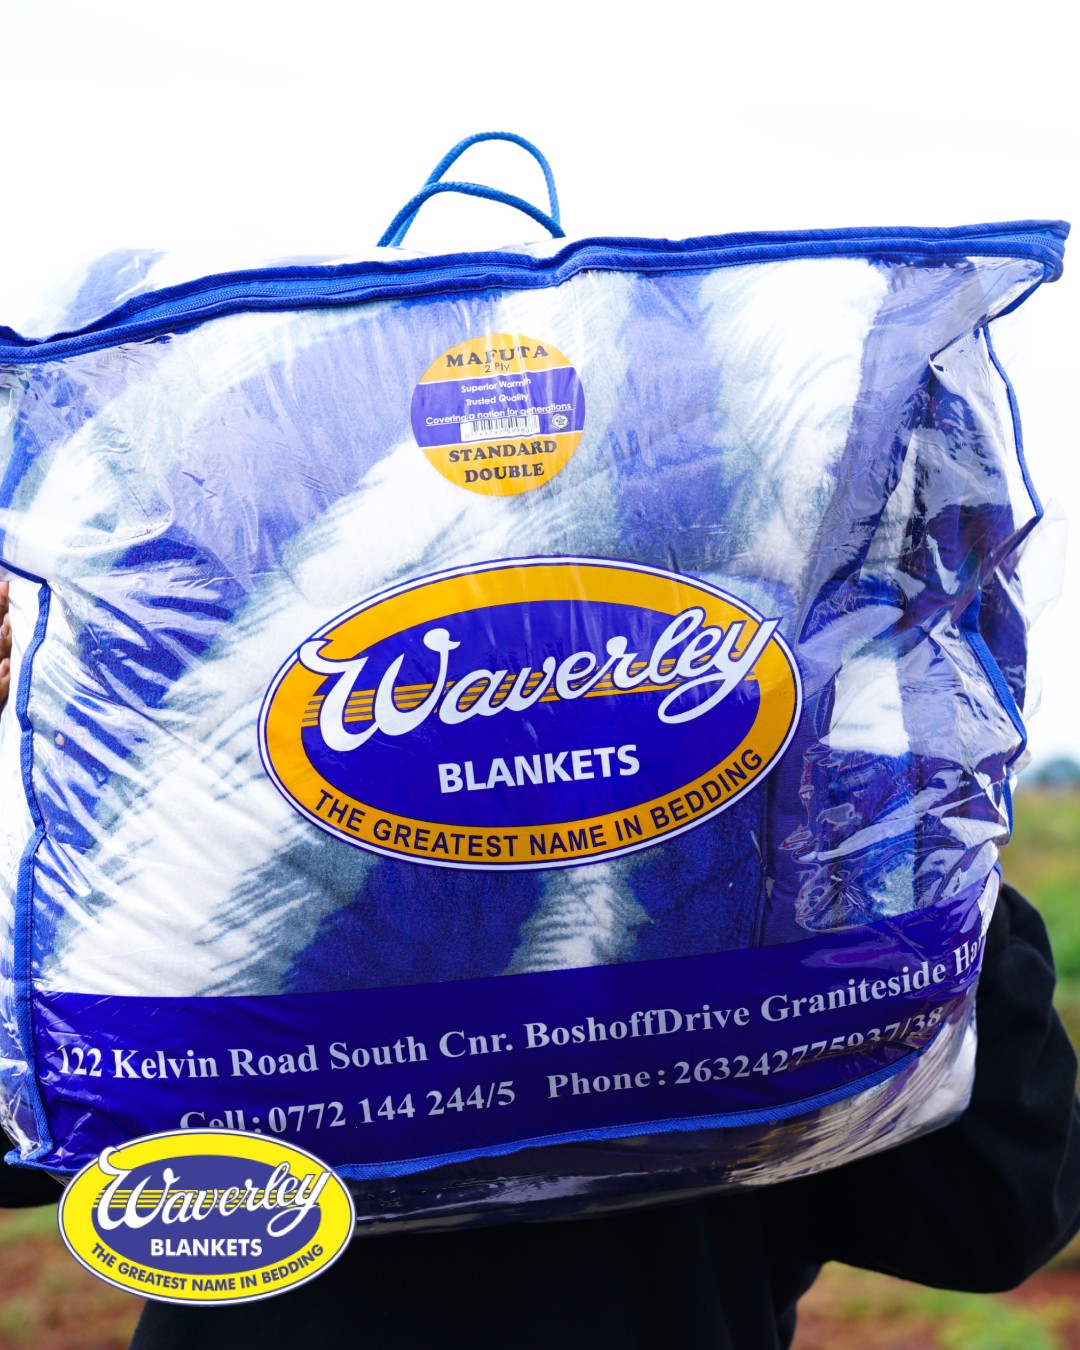 MAFUTA
2 Ply
Superior Warmth
Trusted Quality
Covering a nation for generations
STANDARD
DOUBLE
Waverley
BLANKETS
THE GREATEST NAME IN BEDDING
122 Kelvin Road South Cnr. BoshoffDrive Graniteside
Cell: 0772 144 244/5 Phone: 263242775937/38
Waverley
BLANKETS
THE GREATEST NAME IN BEDDING